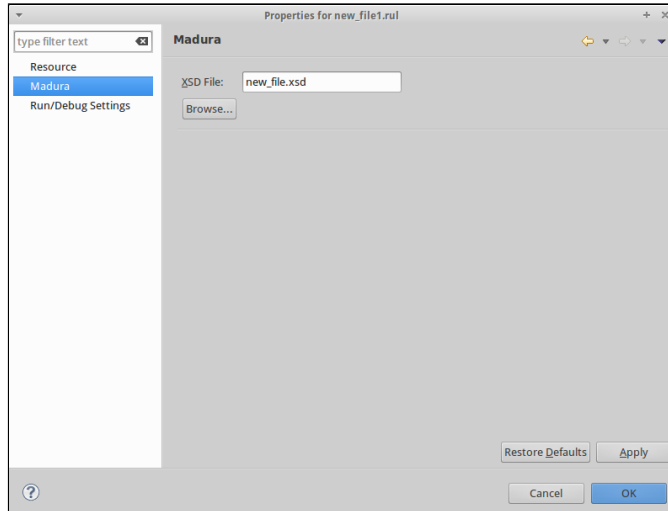 Properties for new_file1.rul
type filter text
Madura
Resource
Madura
Run/Debug Settings
XSD File: new_file.xsd
Browse...
Restore Defaults Apply
Cancel OK